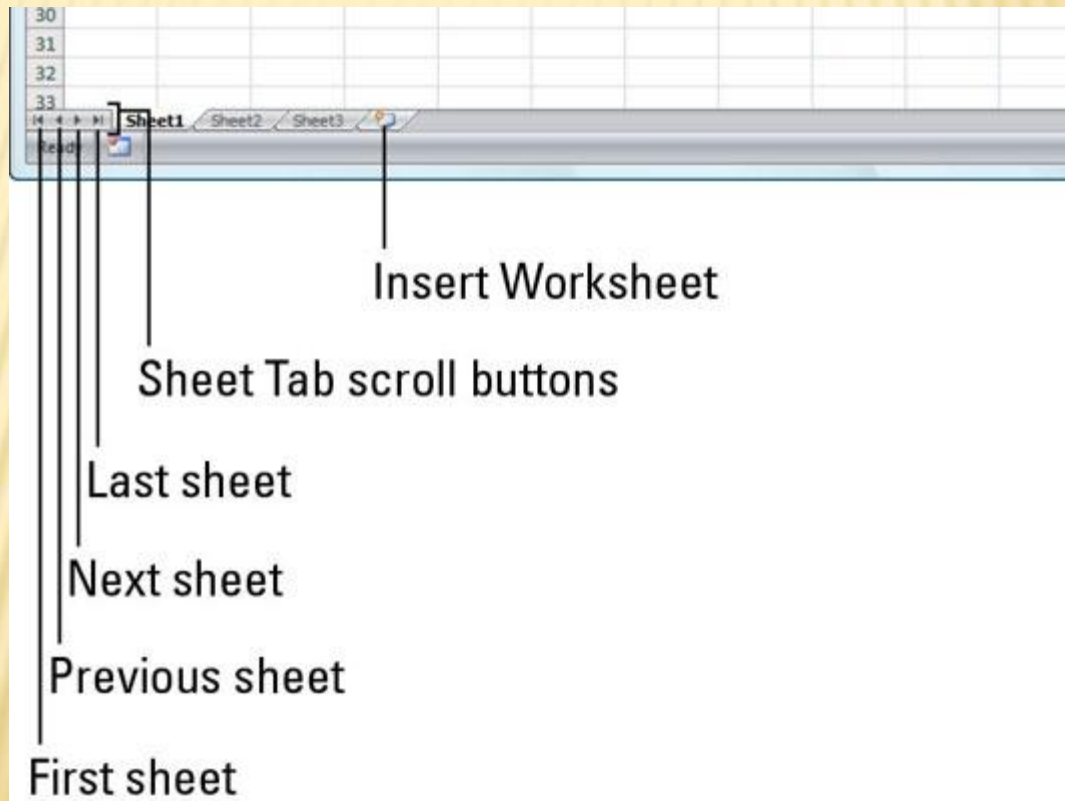 30
31
32
33
Sheet1 Sheet2 Sheet3
Ready
Insert Worksheet
Sheet Tab scroll buttons
Last sheet
Next sheet
Previous sheet
First sheet